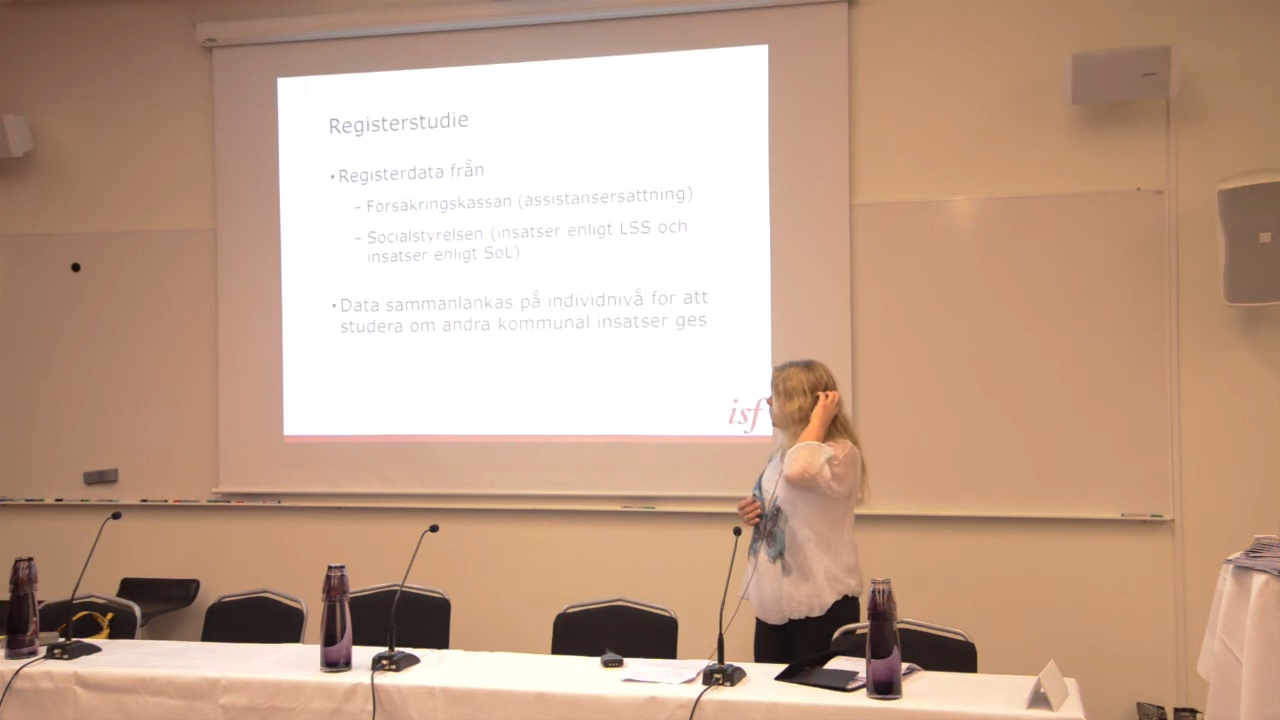 Registerstudie
• Registerdata från
– Försäkringskassan (assistansersättning)
– Socialstyrelsen (insatser enligt LSS och
insatser enligt SoL)
• Data sammanlänkas på individnivå för att
studera om andra kommunal insatser ges
isf